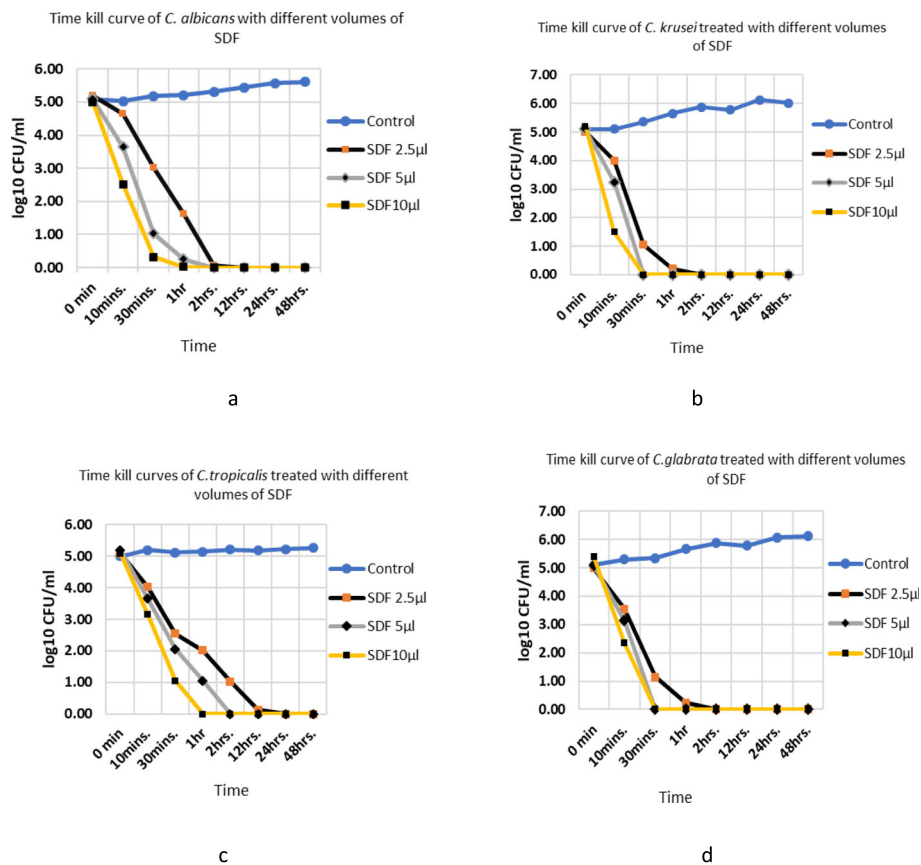 Time kill curve of C. albicans with different volumes of
SDF
6.00
5.00
4.00
3.00
2.00
1.00
0.00
log10 CFU/ml
0 min
10mins.
30mins.
1hr
2hrs.
12hrs.
24hrs.
48hrs.
Time
Control
SDF 2.5µl
SDF 5µl
SDF10µl
a
Time kill curve of C. krusei treated with different volumes
of SDF
7.00
6.00
5.00
4.00
3.00
2.00
1.00
0.00
log10 CFU/ml
0 min
10mins.
30mins.
1hr
2hrs.
12hrs.
24hrs.
48hrs.
Time
Control
SDF 2.5µl
SDF 5µl
SDF10µl
b
Time kill curves of C.tropicalis treated with different
volumes of SDF
6.00
5.00
4.00
3.00
2.00
1.00
0.00
log10 CFU/ml
0 min
10mins.
30mins.
1hr
2hrs.
12hrs.
24hrs.
48hrs.
Time
Control
SDF 2.5µl
SDF 5µl
SDF10µl
c
Time kill curve of C.glabrata treated with different volumes
of SDF
7.00
6.00
5.00
4.00
3.00
2.00
1.00
0.00
log10 CFU/ml
0 min
10mins.
30mins.
1hr
2hrs.
12hrs.
24hrs.
48hrs.
Time
Control
SDF 2.5µl
SDF 5µl
SDF10µl
d